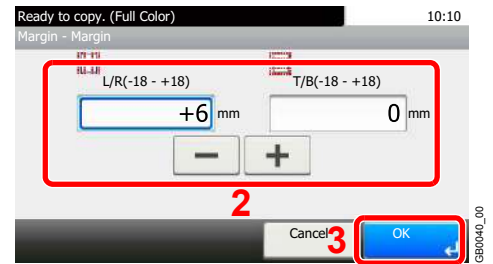 Ready to copy. (Full Color) 10:10
Margin - Margin
L/R(-18 - +18) T/B(-18 - +18)
+6 mm 0 mm
− +
2
Cancel 3 OK
GB0040_00